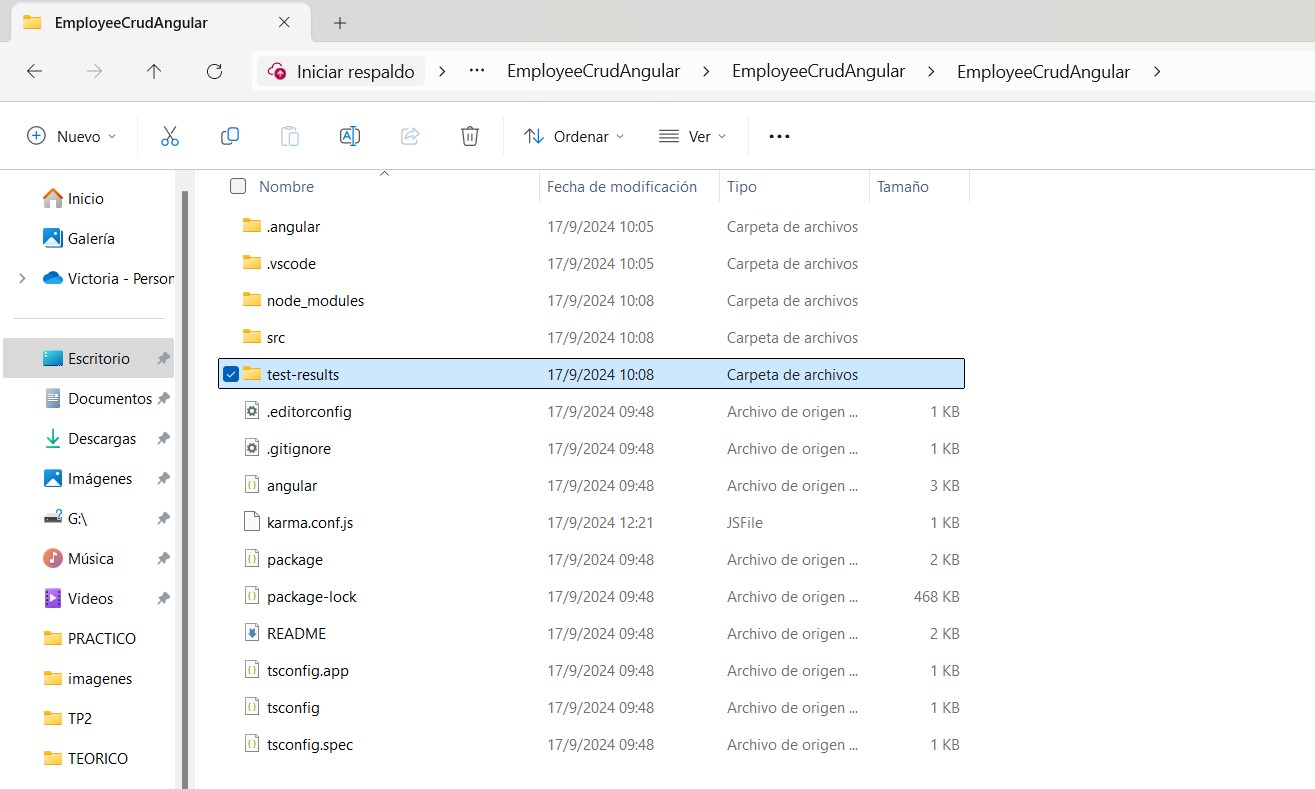 EmployeeCrudAngular
Iniciar respaldo > ... EmployeeCrudAngular > EmployeeCrudAngular > EmployeeCrudAngular >
Nuevo Ordenar Ver
Nombre Fecha de modificación Tipo Tamaño
Inicio
Galería
Victoria - Person
Escritorio
Documentos
Descargas
Imágenes
G:\
Música
Videos
PRACTICO
imagenes
TP2
TEORICO
.angular 17/9/2024 10:05 Carpeta de archivos
.vscode 17/9/2024 10:05 Carpeta de archivos
node_modules 17/9/2024 10:08 Carpeta de archivos
src 17/9/2024 10:08 Carpeta de archivos
test-results 17/9/2024 10:08 Carpeta de archivos
.editorconfig 17/9/2024 09:48 Archivo de origen ... 1 KB
.gitignore 17/9/2024 09:48 Archivo de origen ... 1 KB
angular 17/9/2024 09:48 Archivo de origen ... 3 KB
karma.conf.js 17/9/2024 12:21 JSFile 1 KB
package 17/9/2024 09:48 Archivo de origen ... 2 KB
package-lock 17/9/2024 09:48 Archivo de origen ... 468 KB
README 17/9/2024 09:48 Archivo de origen ... 2 KB
tsconfig.app 17/9/2024 09:48 Archivo de origen ... 1 KB
tsconfig 17/9/2024 09:48 Archivo de origen ... 1 KB
tsconfig.spec 17/9/2024 09:48 Archivo de origen ... 1 KB